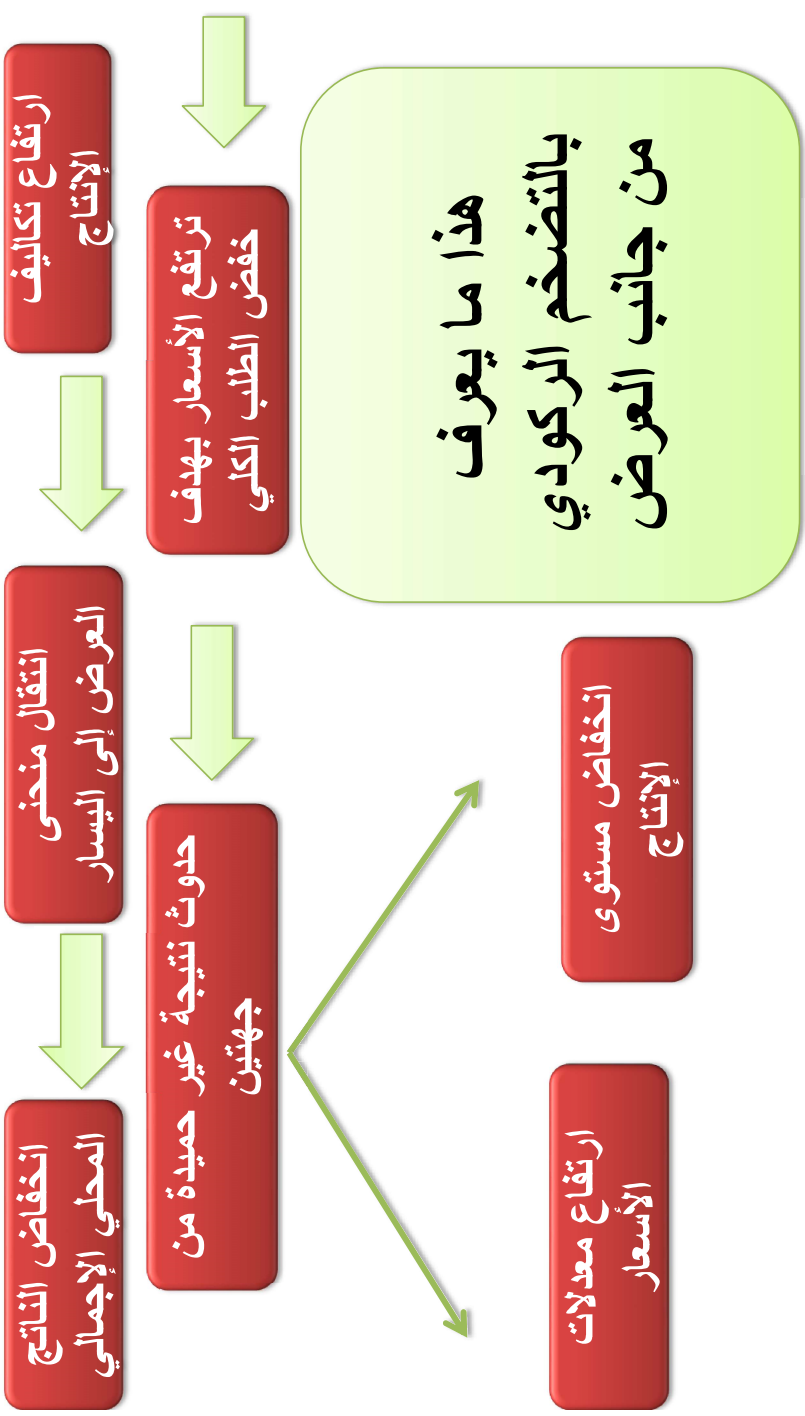 ارتفاع تكاليف
الإنتاج
انتقال منحنى
العرض إلى اليسار
انخفاض الناتج
المحلي الإجمالي
ترتفع الأسعار بهدف
خفض الطلب الكلي
حدوث نتيجة غير حميدة من
جهتين
انخفاض مستوى
الإنتاج
ارتفاع معدلات
الأسعار
هذا ما يعرف
بالتضخم الركودي
من جانب العرض